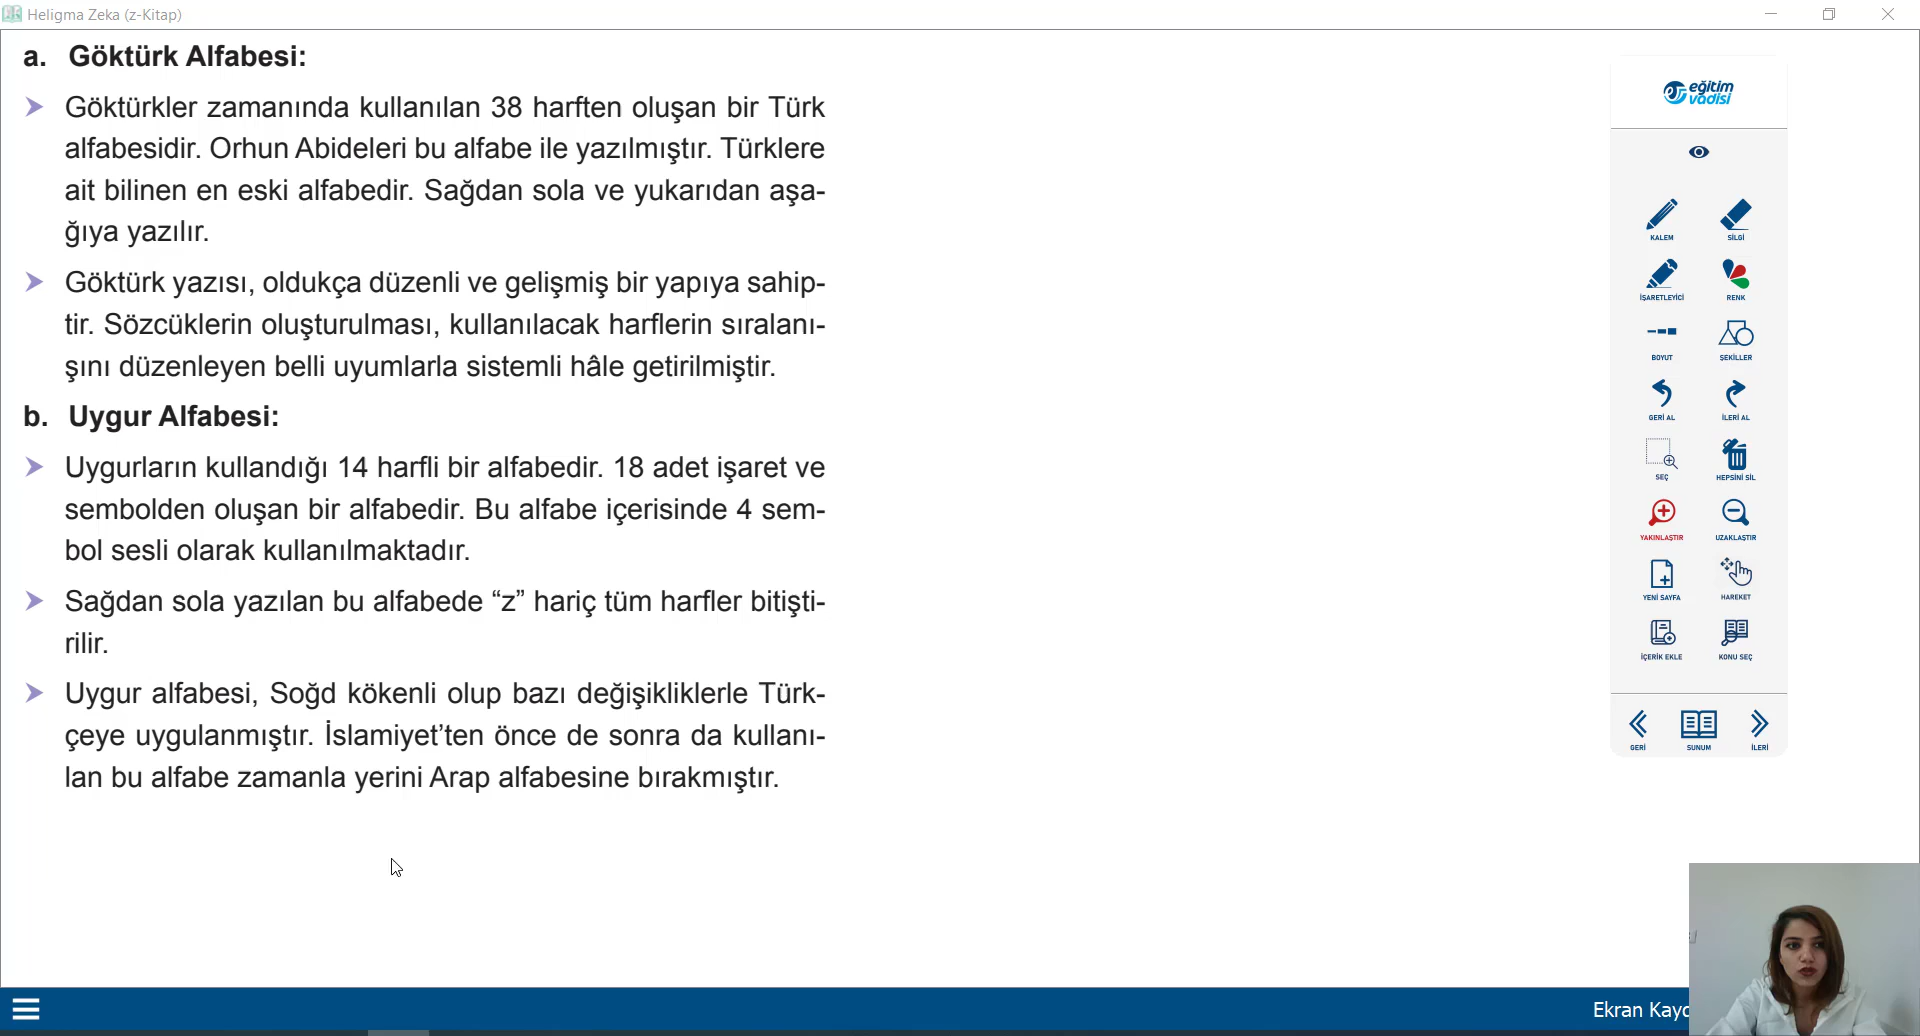 Heligma Zeka (z-Kitap)
a. Göktürk Alfabesi:
Göktürkler zamanında kullanılan 38 harften oluşan bir Türk
alfabesidir. Orhun Abideleri bu alfabe ile yazılmıştır. Türklere
ait bilinen en eski alfabedir. Sağdan sola ve yukarıdan aşa-
ğıya yazılır.
Göktürk yazısı, oldukça düzenli ve gelişmiş bir yapıya sahip-
tir. Sözcüklerin oluşturulması, kullanılacak harflerin sıralanı-
şını düzenleyen belli uyumlarla sistemli hâle getirilmiştir.
b. Uygur Alfabesi:
Uygurların kullandığı 14 harfli bir alfabedir. 18 adet işaret ve
sembolden oluşan bir alfabedir. Bu alfabe içerisinde 4 sem-
bol sesli olarak kullanılmaktadır.
Sağdan sola yazılan bu alfabede “z” hariç tüm harfler bitişti-
rilir.
Uygur alfabesi, Soğd kökenli olup bazı değişikliklerle Türk-
çeye uygulanmıştır. İslamiyet’ten önce de sonra da kullanı-
lan bu alfabe zamanla yerini Arap alfabesine bırakmıştır.
eğitim
vadisi
KALEM SİLGİ
İŞARETLEYİCİ RENK
BOYUT ŞEKİLLER
GERİ AL İLERİ AL
SEÇ HEPSİNİ SİL
YAKINLAŞTIR UZAKLAŞTIR
YENİ SAYFA HAREKET
İÇERİK EKLE KONU SEÇ
GERİ SUNUM İLERİ
Ekran